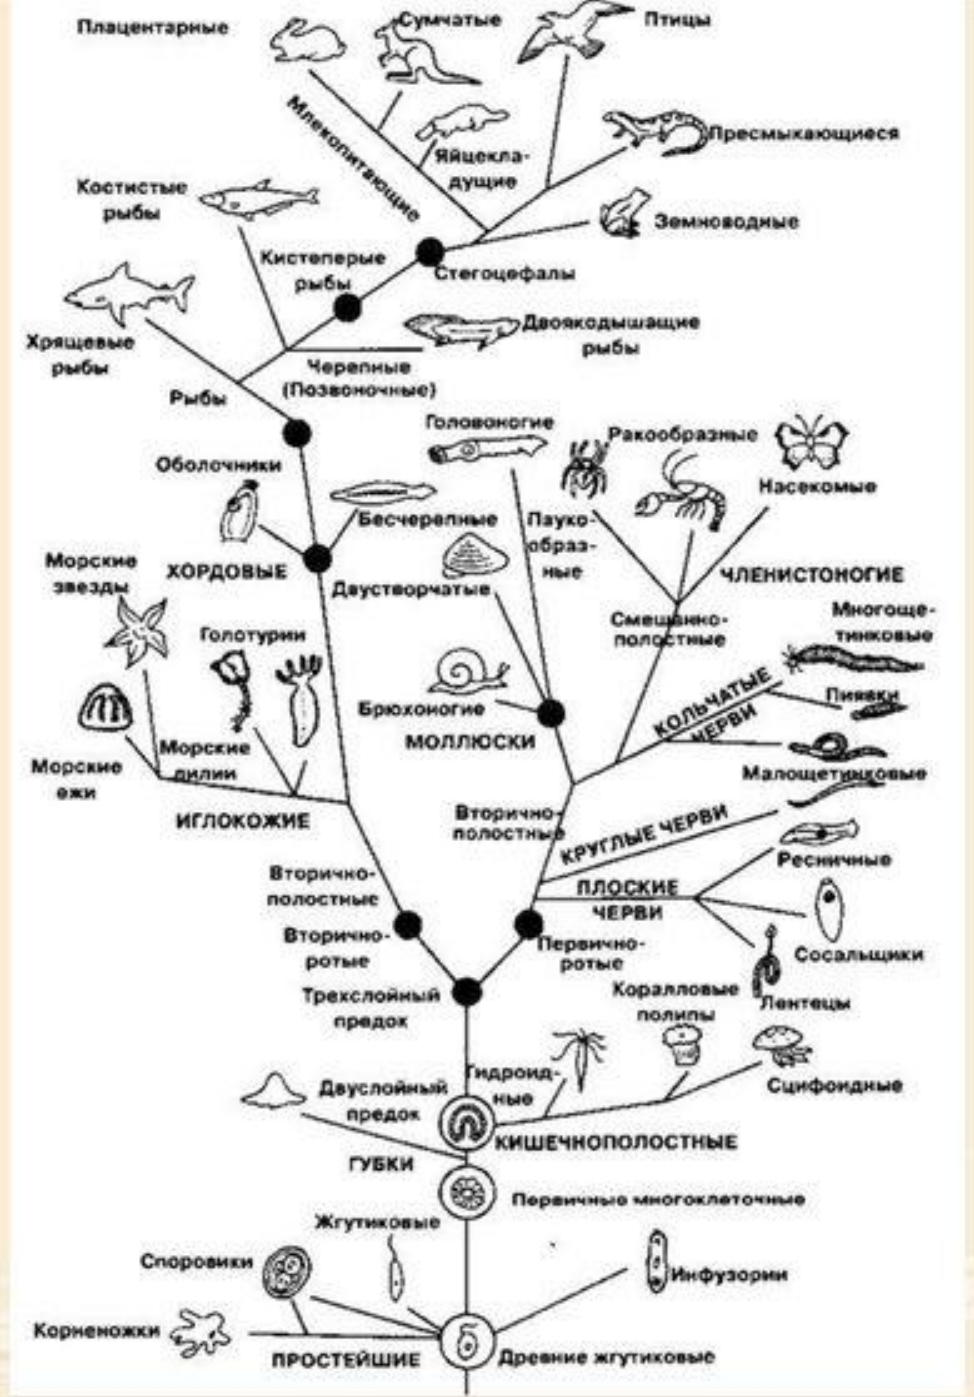 Плацентарные
Сумчатые
Птицы
Млекопитающие
Яйцекла-
дущие
Пресмыкающиеся
Костистые
рыбы
Земноводные
Кистеперые
рыбы
Стегоцефалы
Хрящевые
рыбы
Двоякодышащие
рыбы
Черепные
(Позвоночные)
Рыбы
Головоногие
Ракообразные
Оболочники
Насекомые
Бесчерепные
Пауко-
образ-
ные
Морские
звезды
ХОРДОВЫЕ
Двустворчатые
ЧЛЕНИСТОНОГИЕ
Голотурии
Смешанно-
полостные
Многоще-
тинковые
Брюхоногие
КОЛЬЧАТЫЕ
ЧЕРВИ
Пиявки
МОЛЛЮСКИ
Морские
ежи
Морские
лилии
Малощетинковые
ИГЛОКОЖИЕ
Вторично-
полостные
КРУГЛЫЕ ЧЕРВИ
Ресничные
Вторично-
полостные
ПЛОСКИЕ
ЧЕРВИ
Вторично-
ротые
Первично-
ротые
Сосальщики
Трехслойный
предок
Коралловые
полипы
Лентецы
Двуслойный
предок
Гидроид-
ные
Сцифоидные
КИШЕЧНОПОЛОСТНЫЕ
ГУБКИ
Первичные многоклеточные
Жгутиковые
Споровики
Инфузории
Корненожки
ПРОСТЕЙШИЕ
Древние жгутиковые